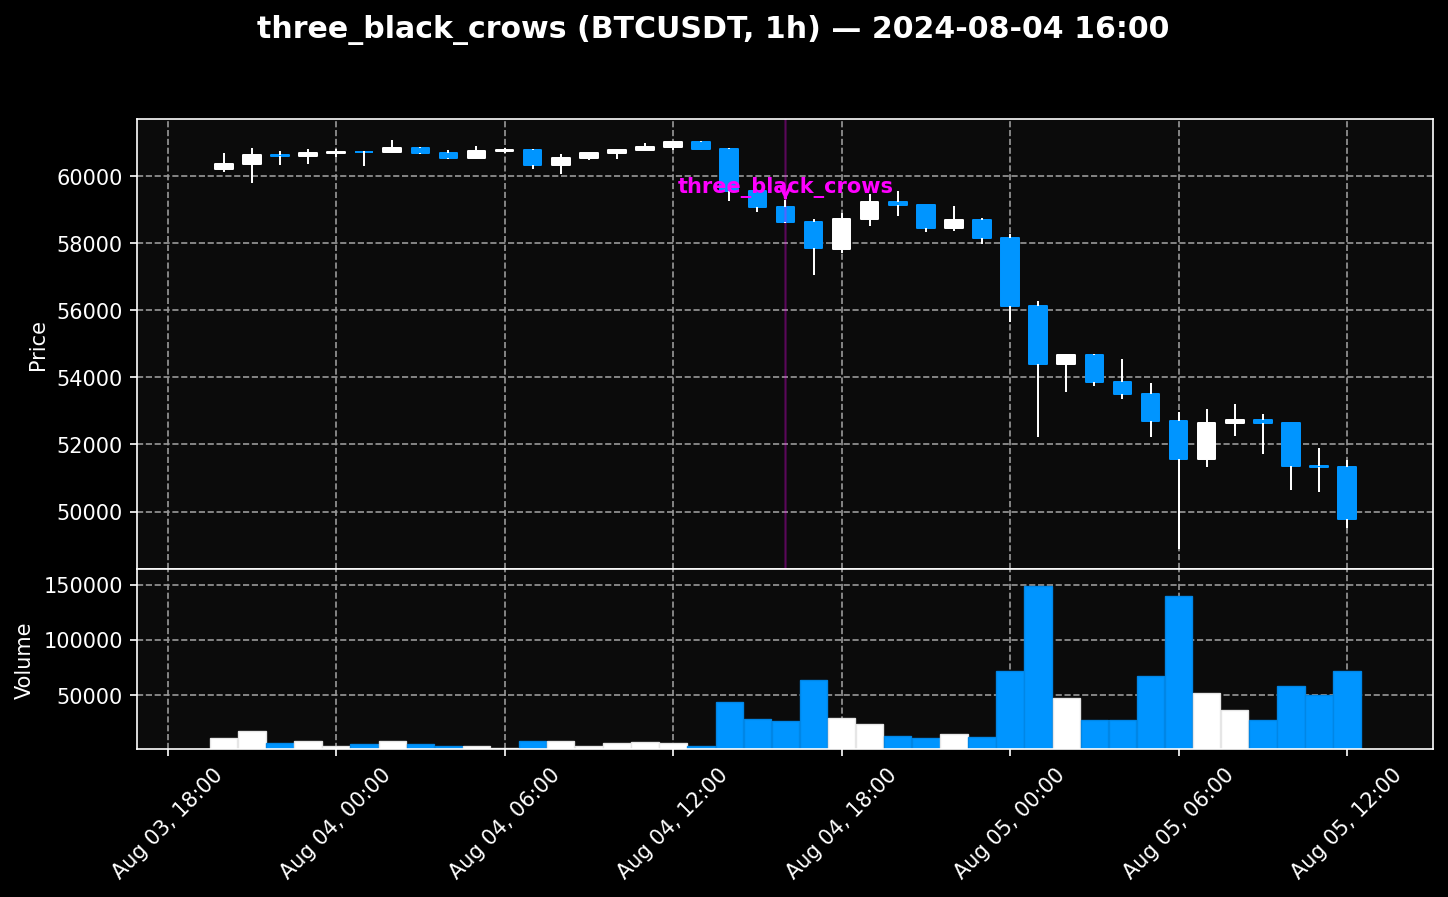 three_black_crows (BTCUSDT, 1h) — 2024-08-04 16:00
three_black_crows
Price
60000
58000
56000
54000
52000
50000
Volume
150000
100000
50000
Aug 03, 18:00
Aug 04, 00:00
Aug 04, 06:00
Aug 04, 12:00
Aug 04, 18:00
Aug 05, 00:00
Aug 05, 06:00
Aug 05, 12:00